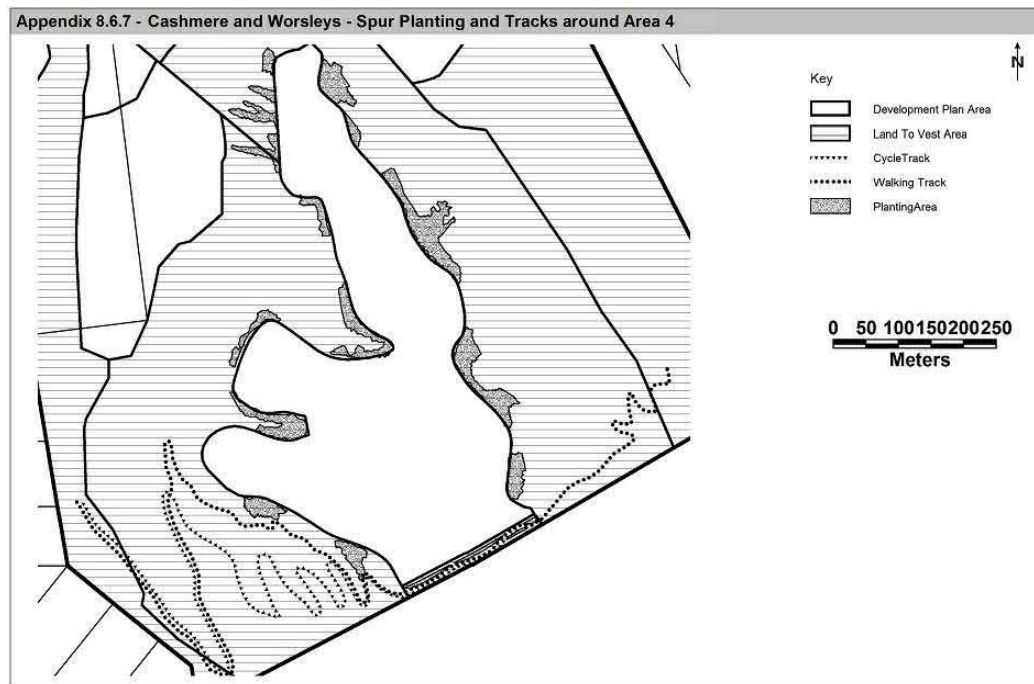 Appendix 8.6.7 - Cashmere and Worsleys - Spur Planting and Tracks around Area 4
N
Key
Development Plan Area
Land To Vest Area
CycleTrack
Walking Track
PlantingArea
0 50 100150200250
Meters